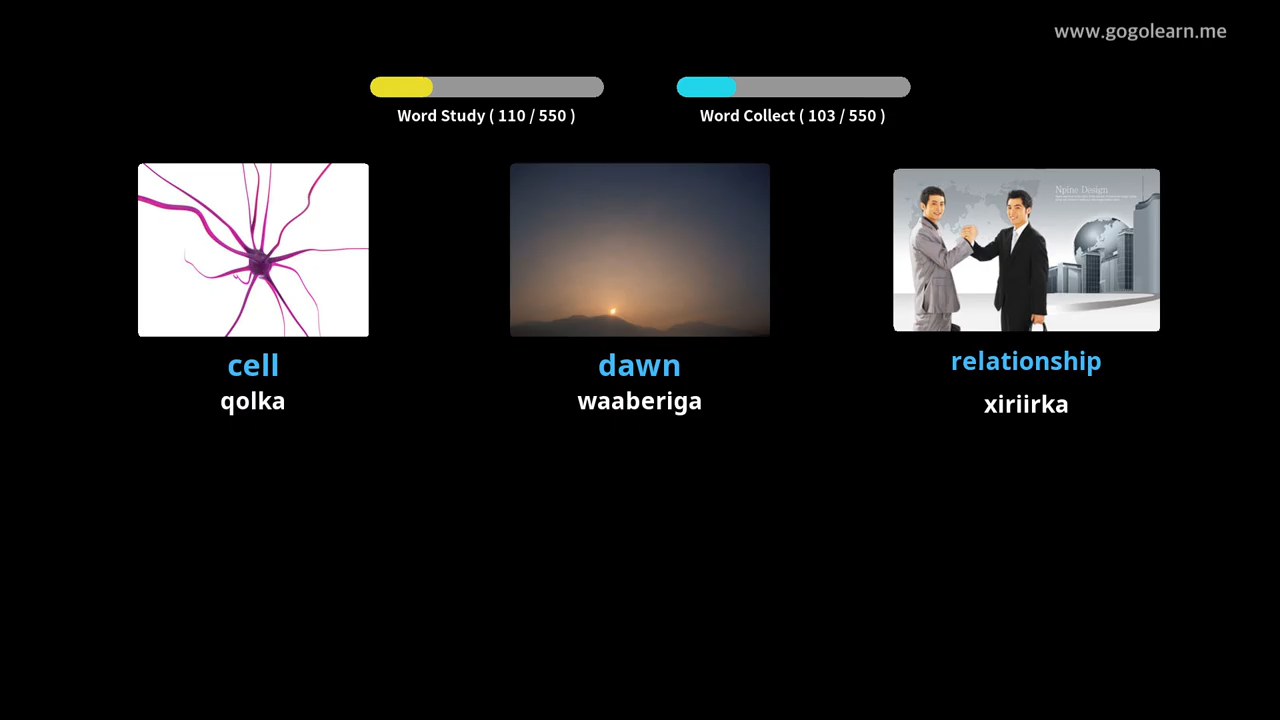 www.gogolearn.me
Word Study ( 110 / 550 )
Word Collect ( 103 / 550 )
Npine Design
cell
dawn
relationship
qolka
waaberiga
xiriirka